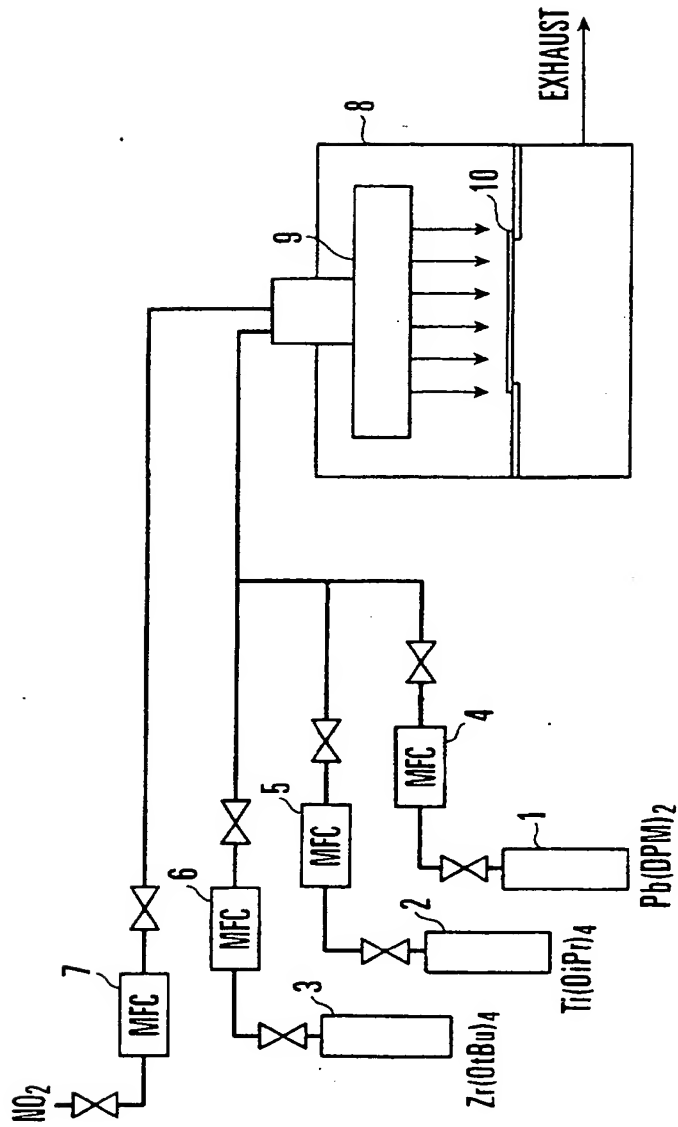 NO2
7
MFC
6
MFC
5
MFC
4
MFC
3
Zr(OtBu)4
2
Ti(OiPr)4
1
Pb(DPM)2
9
8
10
EXHAUST